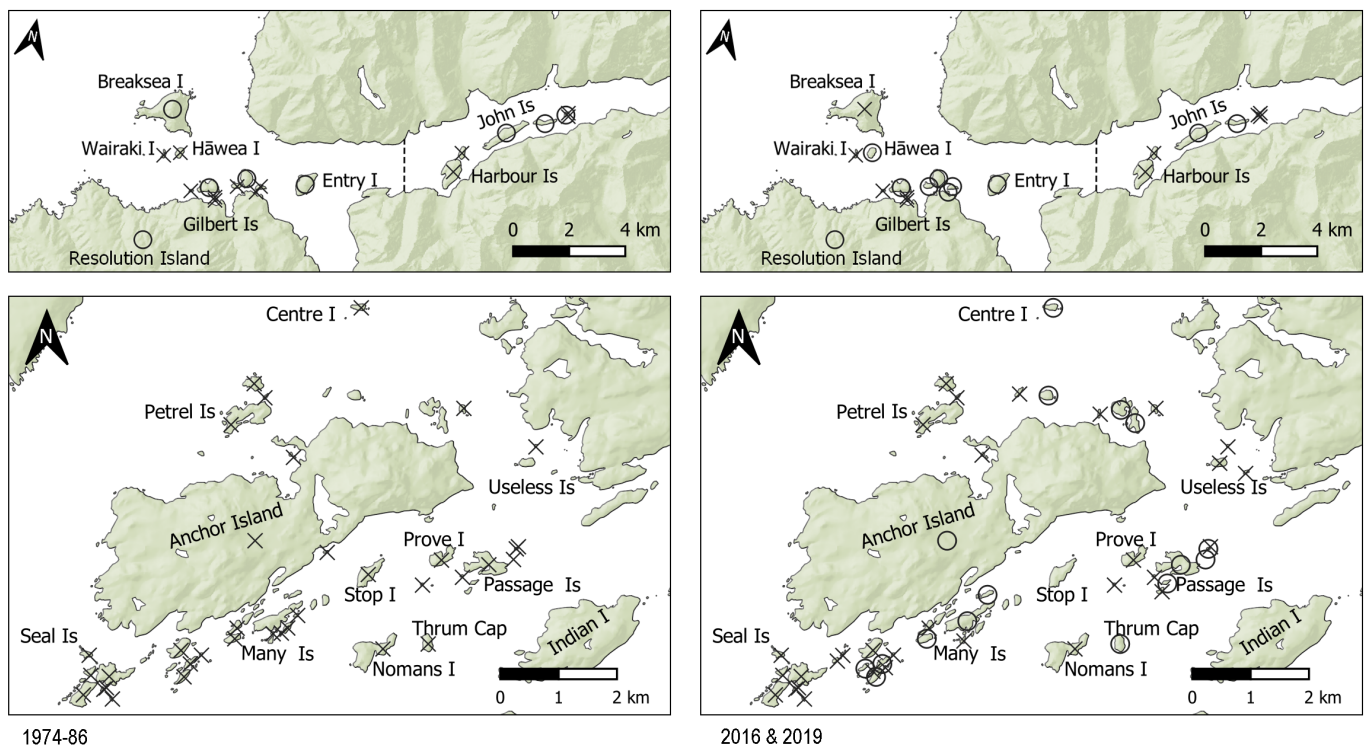 N
Breaksea I
John Is
Wairaki I
Hāwea I
Harbour Is
Entry I
Gilbert Is
0 2 4 km
Resolution Island
N
Breaksea I
John Is
Wairaki I
Hāwea I
Harbour Is
Entry I
Gilbert Is
0 2 4 km
Resolution Island
N
Centre I
Petrel Is
Useless Is
Anchor Island
Prove I
Passage Is
Stop I
Thrum Cap
Indian I
Seal Is
Many Is
Nomans I
0 1 2 km
N
Centre I
Petrel Is
Useless Is
Anchor Island
Prove I
Passage Is
Stop I
Thrum Cap
Indian I
Seal Is
Many Is
Nomans I
0 1 2 km
1974-86
2016 & 2019